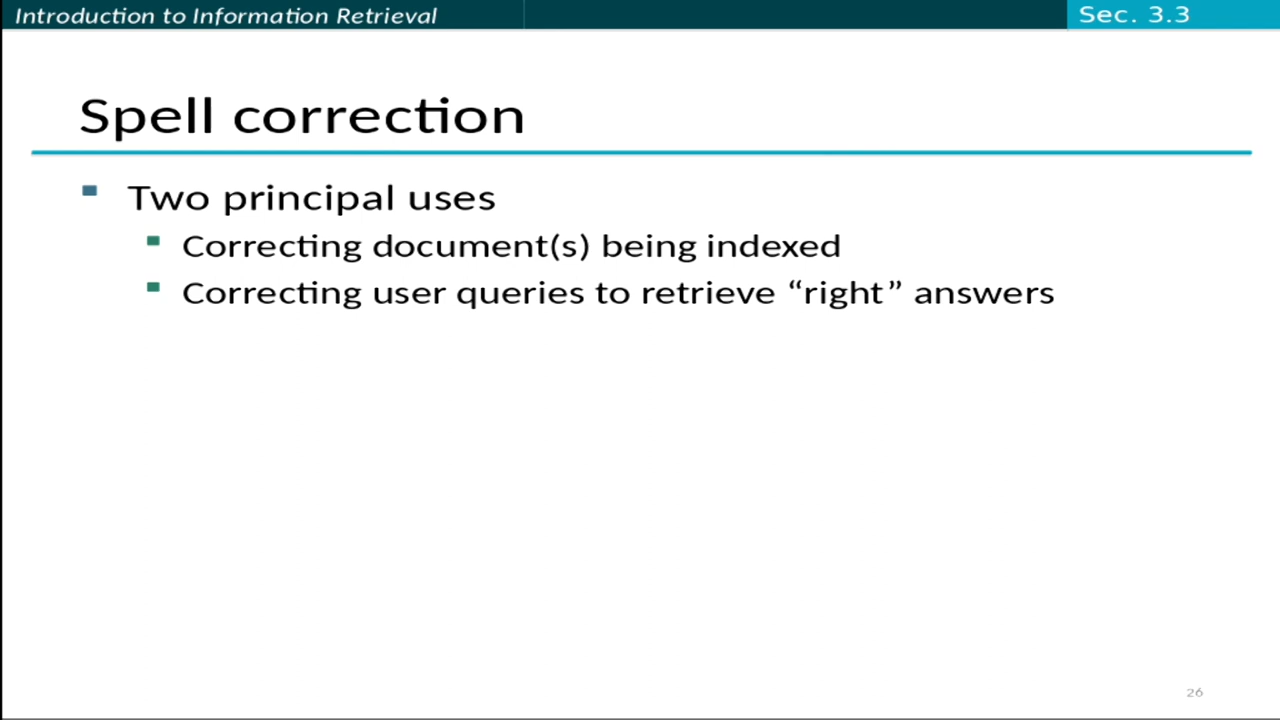 Introduction to Information Retrieval
Sec. 3.3
Spell correction
Two principal uses
Correcting document(s) being indexed
Correcting user queries to retrieve “right” answers
26